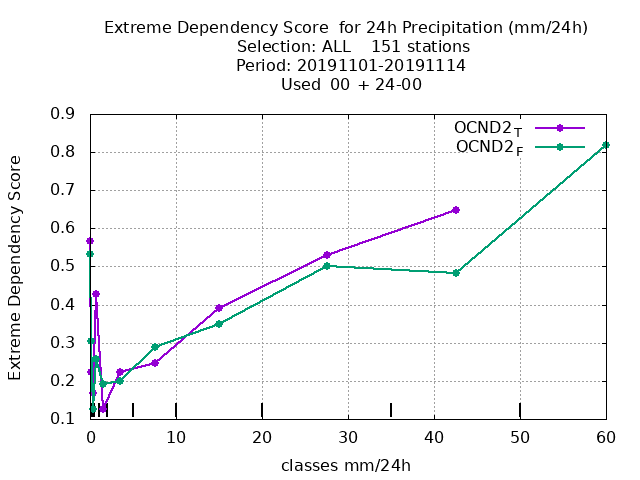 Extreme Dependency Score  for 24h Precipitation (mm/24h)
Selection: ALL    151 stations
Period: 20191101-20191114
Used  00 + 24-00
OCND2_T
OCND2_F
Extreme Dependency Score
0.9
0.8
0.7
0.6
0.5
0.4
0.3
0.2
0.1
0 10 20 30 40 50 60
classes mm/24h